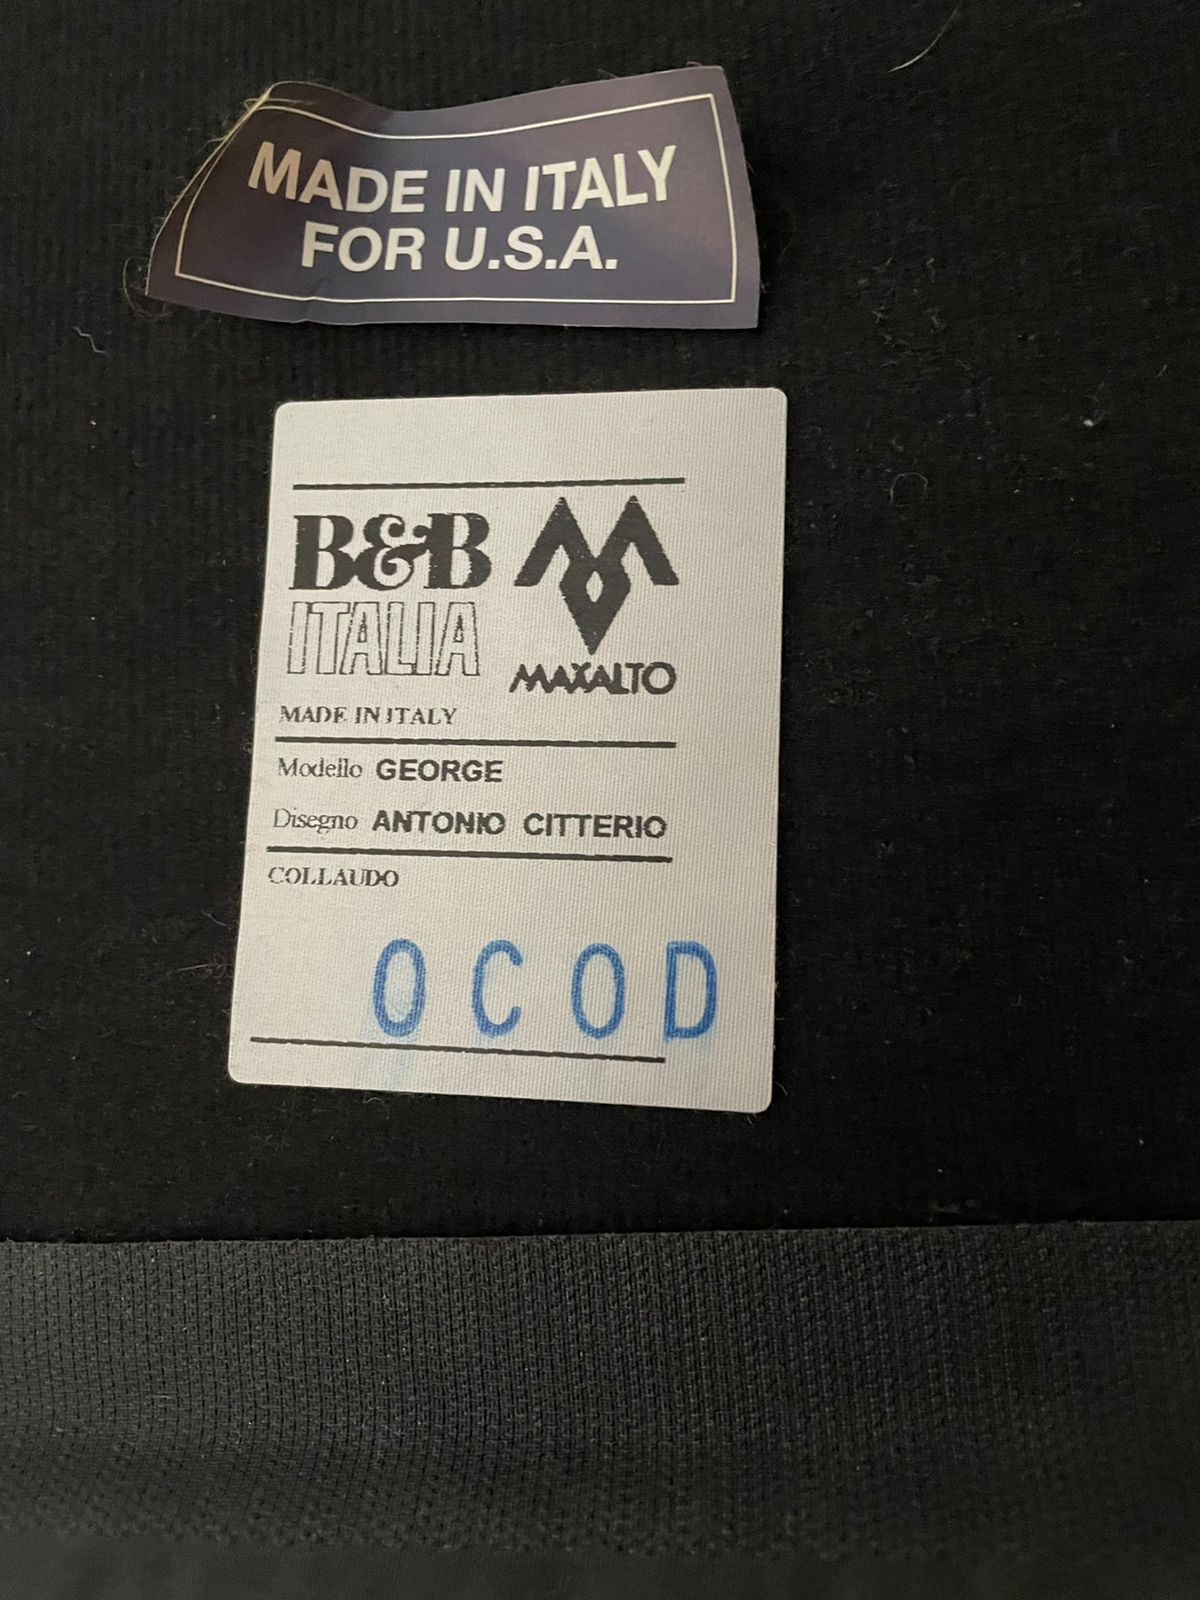 MADE IN ITALY
FOR U.S.A.
B&B
ITALIA
MAXALTO
MADE IN ITALY
Modello GEORGE
Disegno ANTONIO CITTERIO
COLLAUDO
OCOD